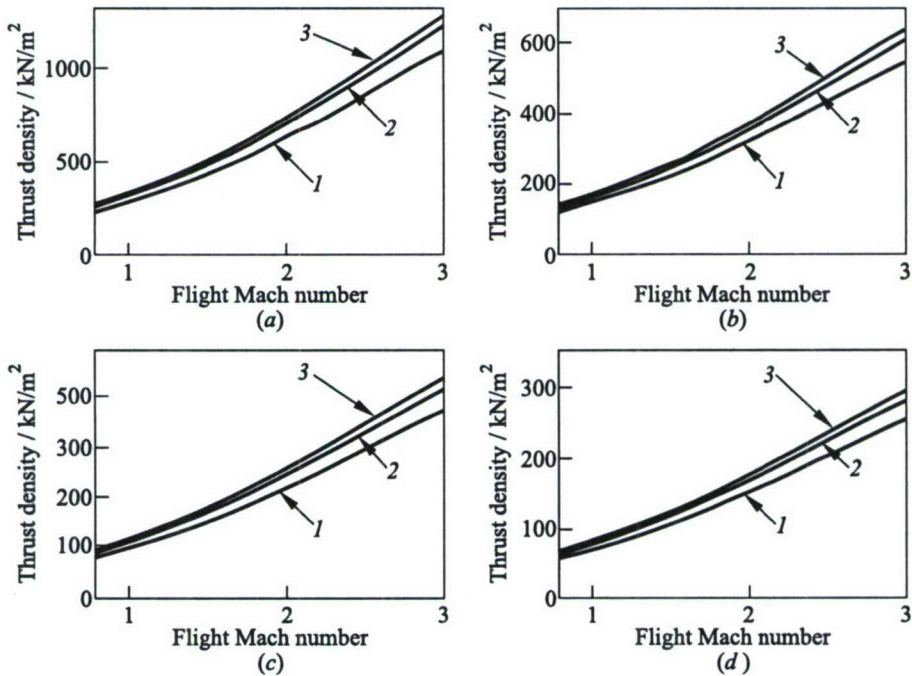 Thrust density / kN/m²
1000
500
0
1 2 3
3
2
1
Flight Mach number
(a)
Thrust density / kN/m²
600
400
200
0
1 2 3
3
2
1
Flight Mach number
(b)
Thrust density / kN/m²
500
300
200
100
0
1 2 3
3
2
1
Flight Mach number
(c)
Thrust density / kN/m²
300
200
100
0
1 2 3
3
2
1
Flight Mach number
(d)